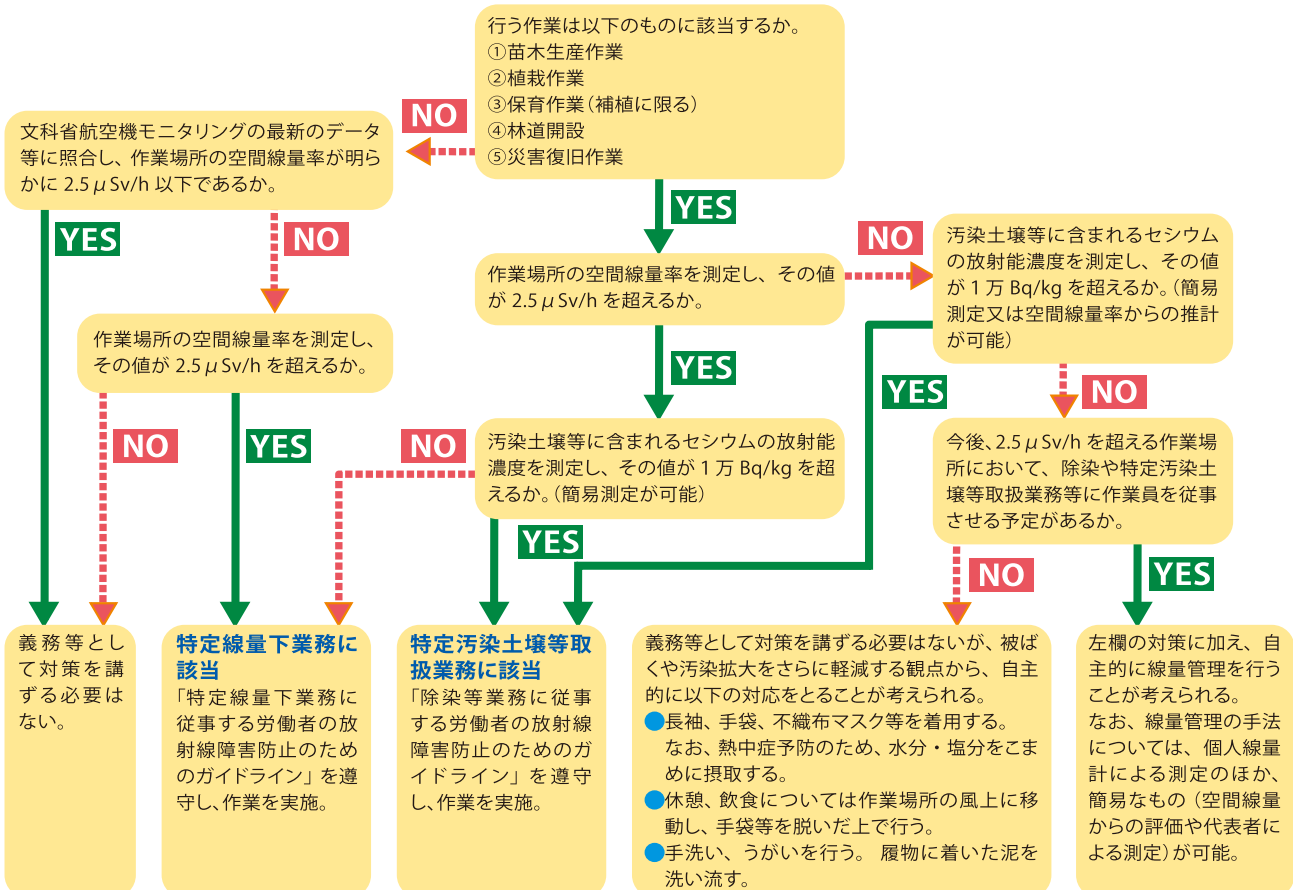 行う作業は以下のものに該当するか。
①苗木生産作業
②植栽作業
③保育作業（補植に限る）
④林道開設
⑤災害復旧作業
NO
文科省航空機モニタリングの最新のデータ
等に照合し、作業場所の空間線量率が明ら
かに 2.5μSv/h 以下であるか。
YES
YES
NO
NO
汚染土壌等に含まれるセシウム
の放射能濃度を測定し、その値
が 1 万 Bq/kg を超えるか。（簡易
測定又は空間線量率からの推計
が可能）
作業場所の空間線量率を測定し、その値
が 2.5μSv/h を超えるか。
作業場所の空間線量率を測定し、
その値が 2.5μSv/h を超えるか。
YES
YES
NO
NO
YES
NO
汚染土壌等に含まれるセシウムの放射能
濃度を測定し、その値が 1 万 Bq/kg を超
えるか。（簡易測定が可能）
今後、2.5μSv/h を超える作業場
所において、除染や特定汚染土
壌等取扱業務等に作業員を従事
させる予定があるか。
YES
NO
YES
義務等とし
て対策を講
ずる必要は
ない。
特定線量下業務に
該当
「特定線量下業務に
従事する労働者の放
射線障害防止のため
のガイドライン」を遵
守し、作業を実施。
特定汚染土壌等取
扱業務に該当
「除染等業務に従事
する労働者の放射線
障害防止のためのガ
イドライン」を遵守
し、作業を実施。
義務等として対策を講ずる必要はないが、被ば
くや汚染拡大をさらに軽減する観点から、自主
的に以下の対応をとることが考えられる。
●長袖、手袋、不織布マスク等を着用する。
なお、熱中症予防のため、水分・塩分をこま
めに摂取する。
●休憩、飲食については作業場所の風上に移
動し、手袋等を脱いだ上で行う。
●手洗い、うがいを行う。 履物に着いた泥を
洗い流す。
左欄の対策に加え、自
主的に線量管理を行う
ことが考えられる。
なお、線量管理の手法
については、個人線量
計による測定のほか、
簡易なもの（空間線量
からの評価や代表者に
よる測定）が可能。